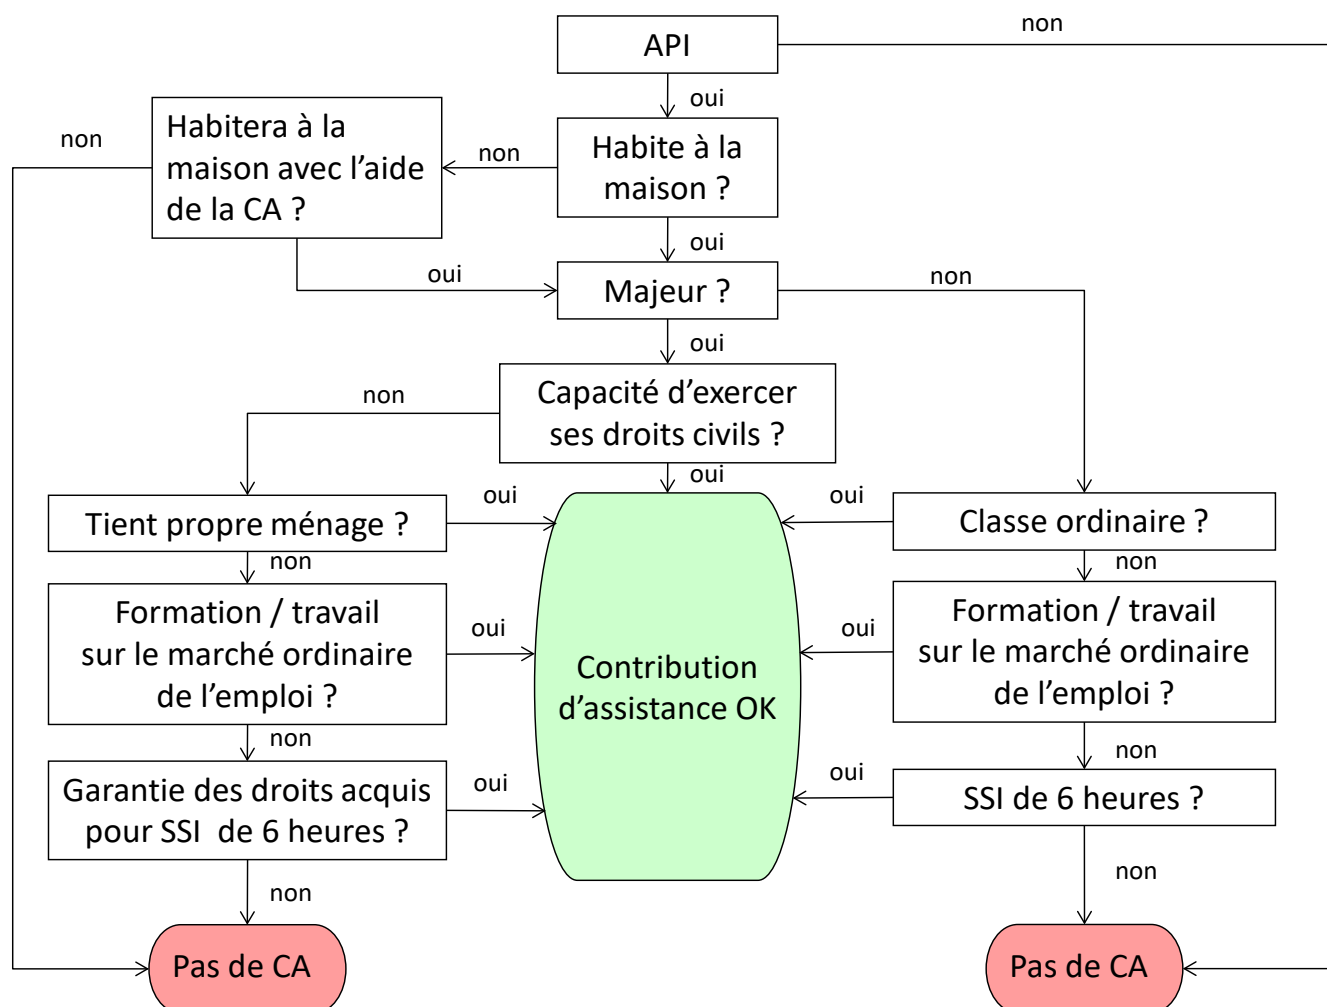 API
non
oui
Habitera à la
maison avec l’aide
de la CA ?
non
non
Habite à la
maison ?
oui
oui
Majeur ?
non
oui
Capacité d’exercer
ses droits civils ?
non
oui
Tient propre ménage ?
oui
oui
Classe ordinaire ?
non
non
Formation / travail
sur le marché ordinaire
de l’emploi ?
oui
Contribution
d’assistance OK
oui
Formation / travail
sur le marché ordinaire
de l’emploi ?
non
non
Garantie des droits acquis
pour SSI  de 6 heures ?
oui
oui
SSI de 6 heures ?
non
non
Pas de CA
Pas de CA